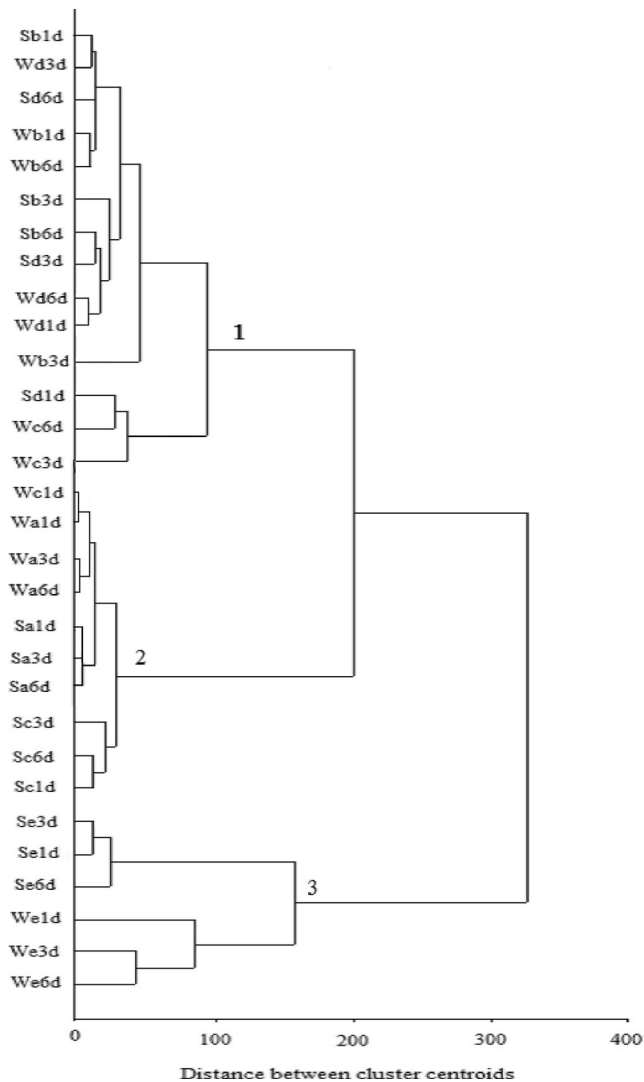 Sb1d
Wd3d
Sd6d
Wb1d
Wb6d
Sb3d
Sb6d
Sd3d
Wd6d
Wd1d
Wb3d
Sd1d
Wc6d
Wc3d
Wc1d
Wa1d
Wa3d
Wa6d
Sa1d
Sa3d
Sa6d
Sc3d
Sc6d
Sc1d
Se3d
Se1d
Se6d
We1d
We3d
We6d
1
2
3
0 100 200 300 400
Distance between cluster centroids